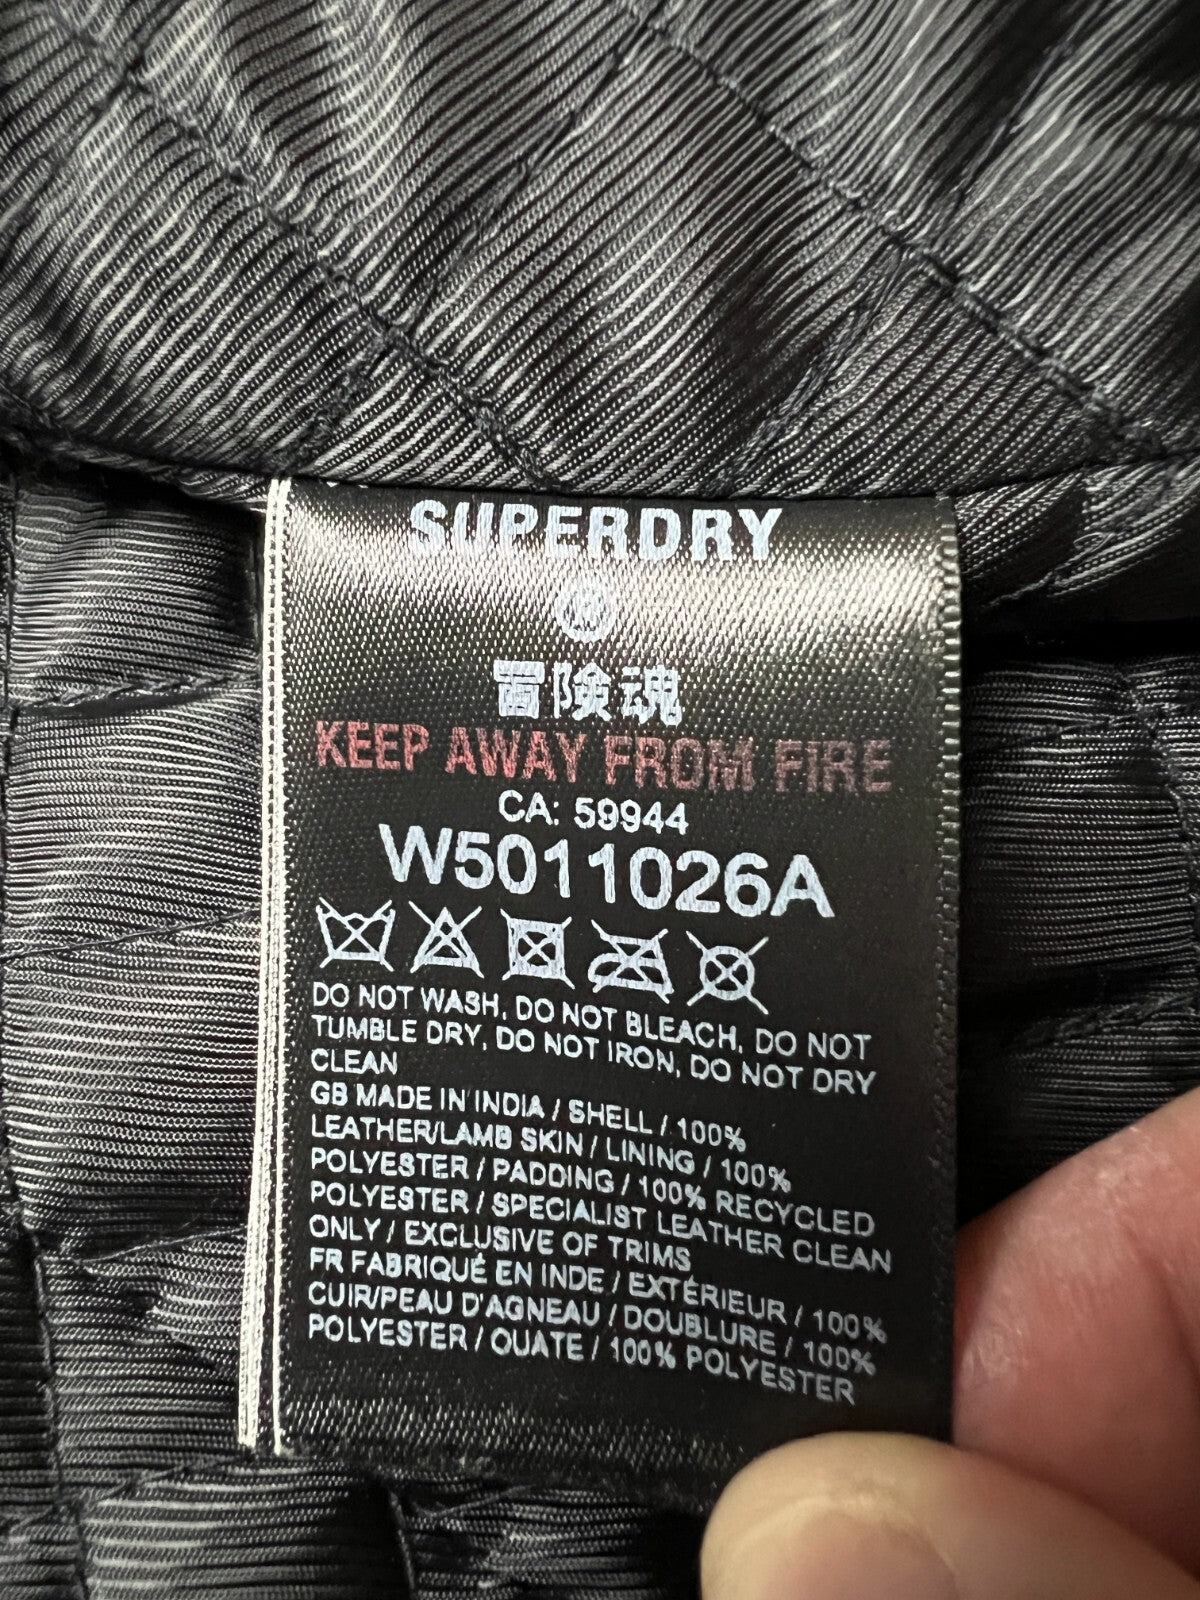 SUPERDRY
®
冒険魂
KEEP AWAY FROM FIRE
CA: 59944
W5011026A
DO NOT WASH, DO NOT BLEACH, DO NOT
TUMBLE DRY, DO NOT IRON, DO NOT DRY
CLEAN
GB MADE IN INDIA / SHELL / 100%
LEATHER/LAMB SKIN / LINING / 100%
POLYESTER / PADDING / 100% RECYCLED
POLYESTER / SPECIALIST LEATHER CLEAN
ONLY / EXCLUSIVE OF TRIMS
FR FABRIQUÉ EN INDE / EXTÉRIEUR / 100%
CUIR/PEAU D'AGNEAU / DOUBLURE / 100%
POLYESTER / OUATE / 100% POLYESTER